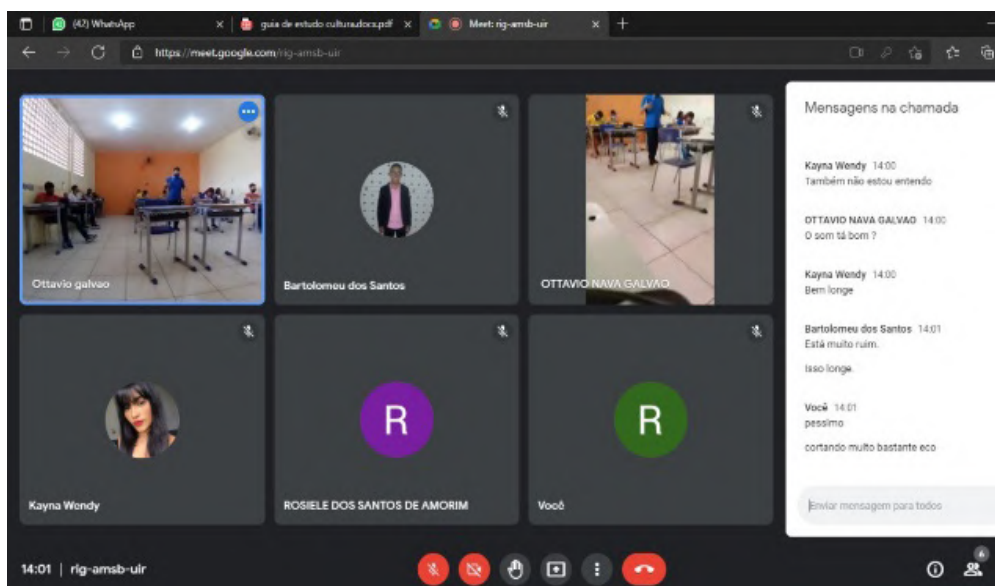 (42) WhatsApp
guia de estudo cultura.docx.pdf
Meet: rig-amsb-uir
https://meet.google.com/rig-amsb-uir
Ottavio galvao
Bartolomeu dos Santos
OTTAVIO NAVA GALVAO
Kayna Wendy
R
ROSIELE DOS SANTOS DE AMORIM
R
Você
Mensagens na chamada
Kayna Wendy 14:00
Também não estou entendo
OTTAVIO NAVA GALVAO 14:00
O som tá bom ?
Kayna Wendy 14:00
Bem longe
Bartolomeu dos Santos 14:01
Está muito ruim.
Isso longe.
Você 14:01
pessimo
cortando muito bastante eco
Enviar mensagem para todos
14:01 | rig-amsb-uir
6